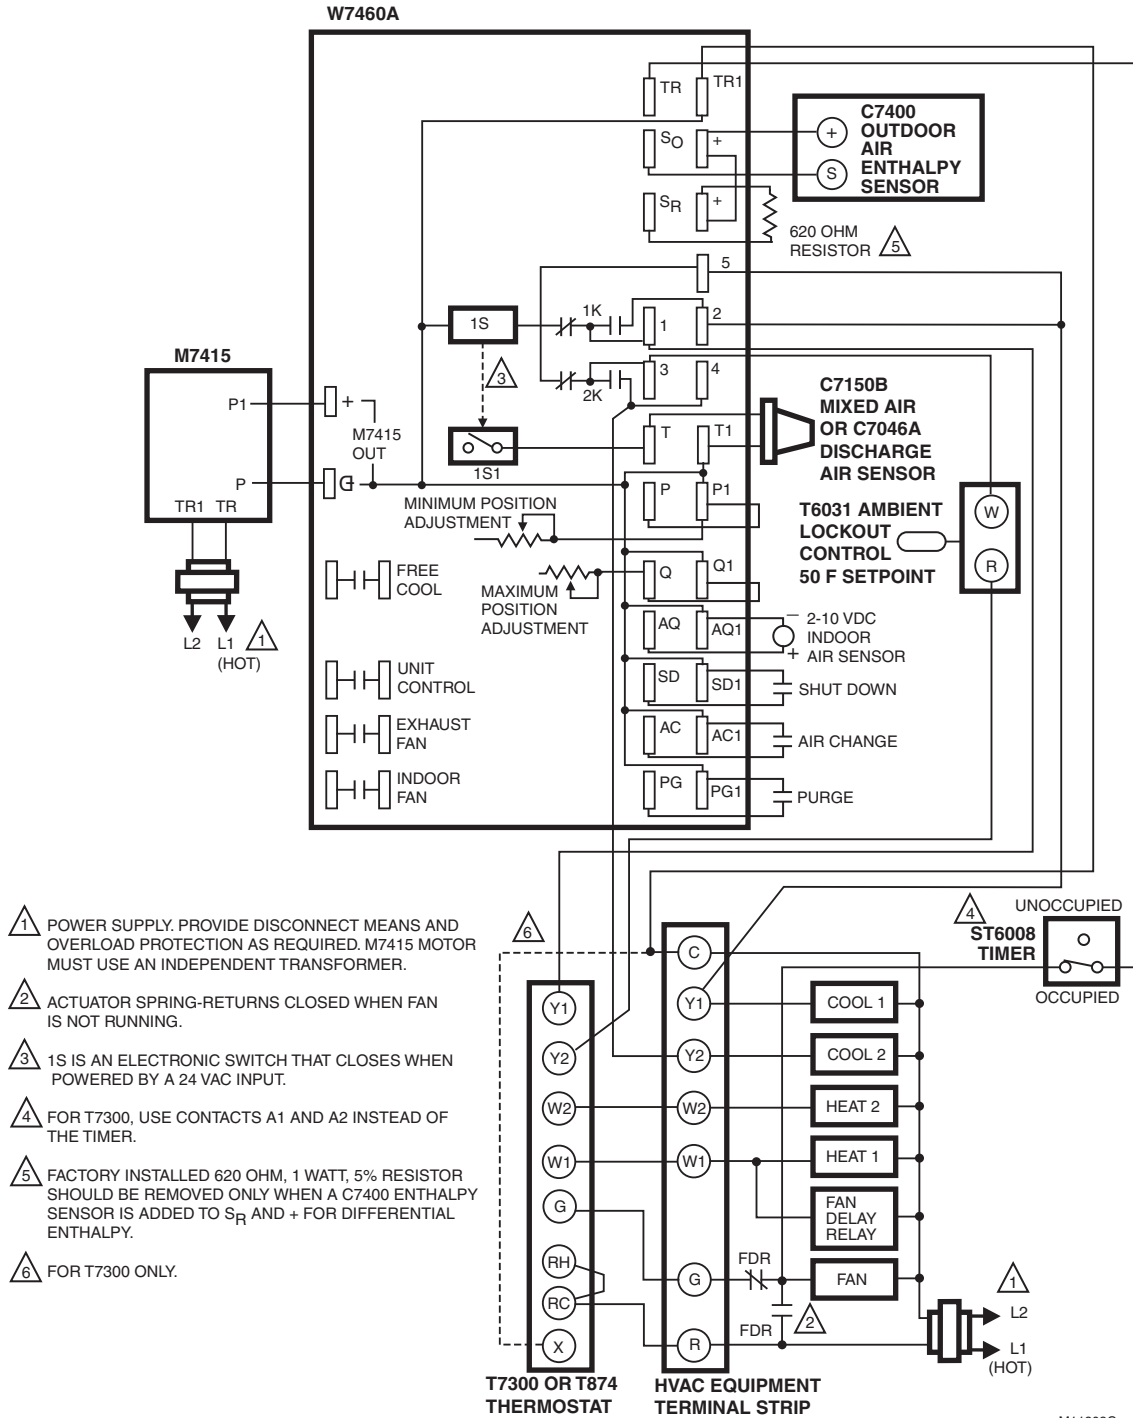 W7460A
TR
TR1
SO
+
SR
+
C7400
OUTDOOR
AIR
ENTHALPY
SENSOR
+
S
620 OHM
RESISTOR
5
5
1S
1K
1
2
3
2K
3
4
M7415
P1
P
TR1 TR
+
M7415
OUT
L2 L1
(HOT)
1
1S1
T
T1
C7150B
MIXED AIR
OR C7046A
DISCHARGE
AIR SENSOR
MINIMUM POSITION
ADJUSTMENT
P
P1
T6031 AMBIENT
LOCKOUT
CONTROL
50 F SETPOINT
W
R
FREE
COOL
MAXIMUM
POSITION
ADJUSTMENT
Q
Q1
AQ
AQ1
–
2-10 VDC
INDOOR
+ AIR SENSOR
UNIT
CONTROL
SD
SD1
SHUT DOWN
EXHAUST
FAN
AC
AC1
AIR CHANGE
INDOOR
FAN
PG
PG1
PURGE
1 POWER SUPPLY. PROVIDE DISCONNECT MEANS AND
OVERLOAD PROTECTION AS REQUIRED. M7415 MOTOR
MUST USE AN INDEPENDENT TRANSFORMER.
2 ACTUATOR SPRING-RETURNS CLOSED WHEN FAN
IS NOT RUNNING.
3 1S IS AN ELECTRONIC SWITCH THAT CLOSES WHEN
POWERED BY A 24 VAC INPUT.
4 FOR T7300, USE CONTACTS A1 AND A2 INSTEAD OF
THE TIMER.
5 FACTORY INSTALLED 620 OHM, 1 WATT, 5% RESISTOR
SHOULD BE REMOVED ONLY WHEN A C7400 ENTHALPY
SENSOR IS ADDED TO SR AND + FOR DIFFERENTIAL
ENTHALPY.
6 FOR T7300 ONLY.
6
Y1
Y2
W2
W1
G
RH
RC
X
T7300 OR T874
THERMOSTAT
C
Y1
Y2
W2
W1
G
R
HVAC EQUIPMENT
TERMINAL STRIP
4
ST6008
TIMER
UNOCCUPIED
OCCUPIED
COOL 1
COOL 2
HEAT 2
HEAT 1
FAN
DELAY
RELAY
FDR
FAN
FDR
2
1
L2
L1
(HOT)